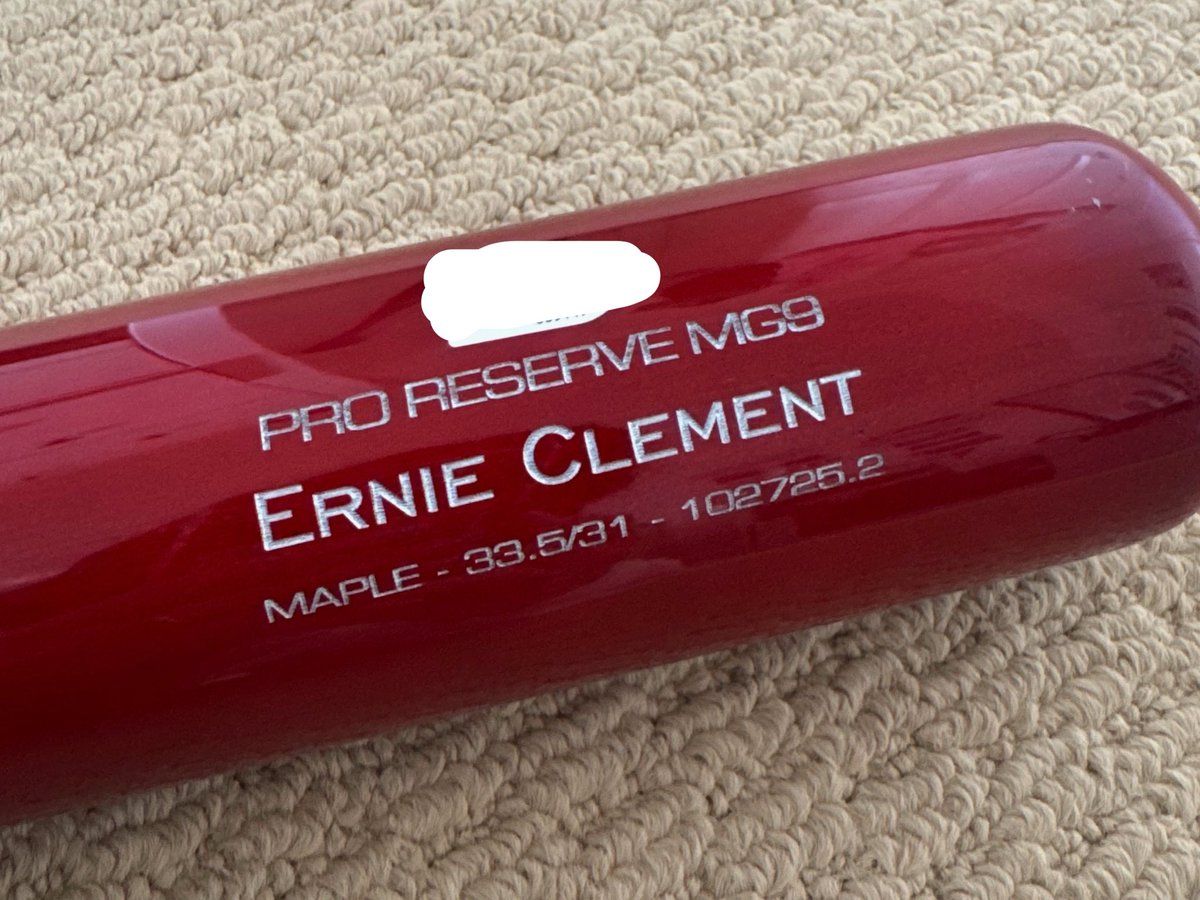 PRO RESERVE MG9
ERNIE CLEMENT
MAPLE - 33.5/31 - 102725.2